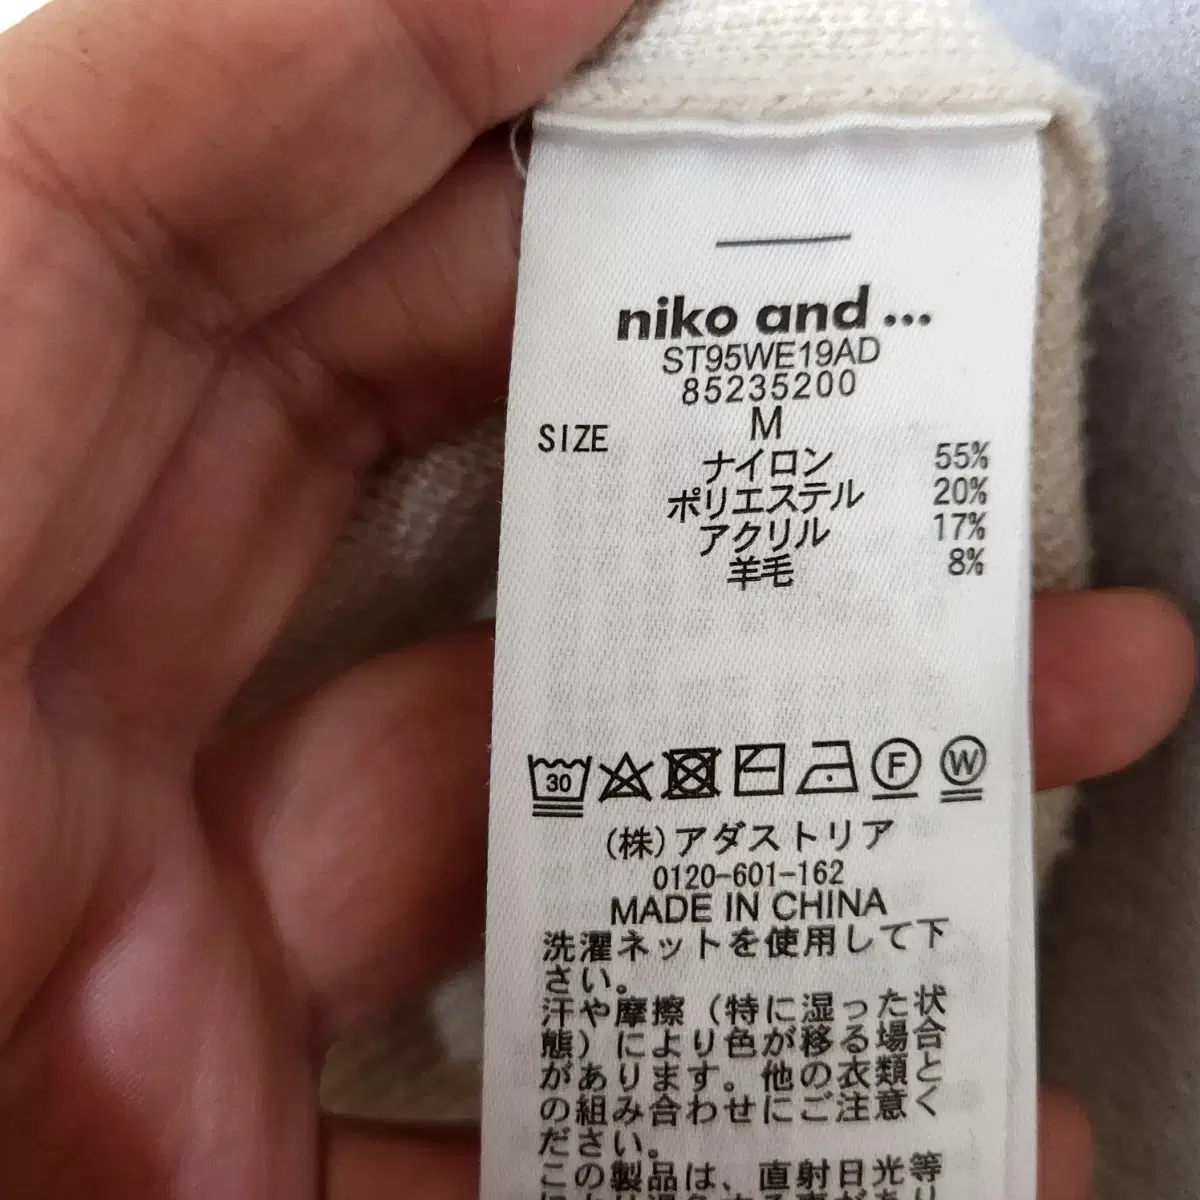 niko and ...
ST95WE19AD
85235200
SIZE M
ナイロン 55%
ポリエステル 20%
アクリル 17%
羊毛 8%
30 F W
(株)アダストリア
0120-601-162
MADE IN CHINA
洗濯ネットを使用して下
さい。
汗や摩擦（特に湿った状
態）により色が移る場合
があります。他の衣類と
の組み合わせにご注意く
ださい。
この製品は、直射日光等